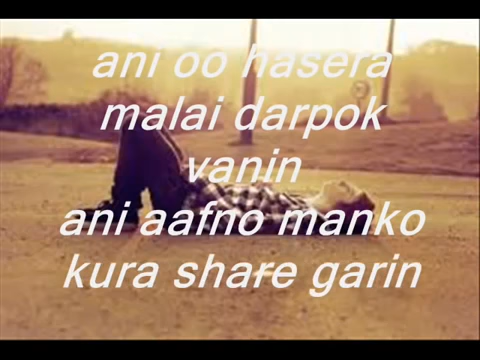 ani oo hasera
malai darpok
vanin
ani aafno manko
kura share garin